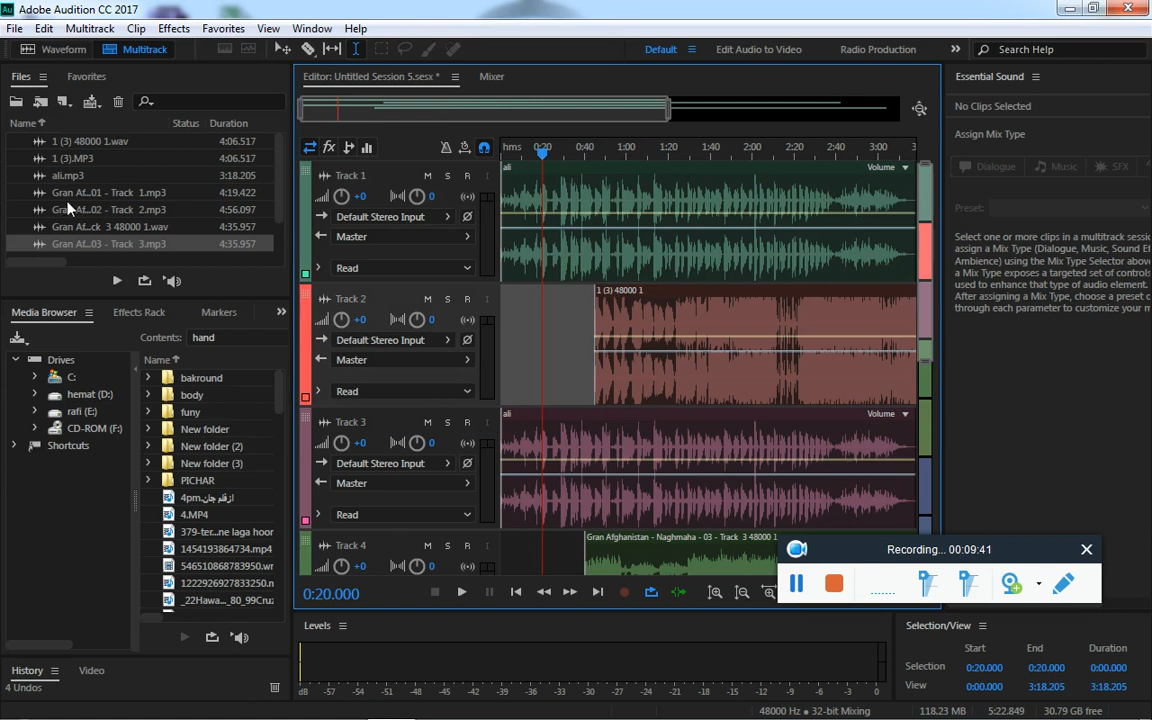 Au Adobe Audition CC 2017
File Edit Multitrack Clip Effects Favorites View Window Help
Waveform Multitrack Default Edit Audio to Video Radio Production Search Help
Files Favorites
Name Status Duration
1 (3) 48000 1.wav 4:06.517
1 (3).MP3 4:06.517
ali.mp3 3:18.205
Gran Af...01 - Track 1.mp3 4:19.422
Gran Af...02 - Track 2.mp3 4:56.097
Gran Af...ck 3 48000 1.wav 4:35.957
Gran Af...03 - Track 3.mp3 4:35.957
Media Browser Effects Rack Markers
Contents: hand
Name
Drives
C:
hemat (D:)
rafi (E:)
CD-ROM (F:)
Shortcuts
bakround
body
funy
New folder
New folder (2)
New folder (3)
PICHAR
ازقلم جان.4pm
4.MP4
379-ter...ne laga hoor
1454193864734.mp4
546510868783950.wr
1222926927833250.n
_22Hawa..._80_99Cruz
History Video
4 Undos
Editor: Untitled Session 5.sesx * Mixer
hms 0:20 0:40 1:00 1:20 1:40 2:00 2:20 2:40 3:00 3
Track 1 M S R I
+0 0
Default Stereo Input
Master
Read
ali Volume
Track 2 M S R I
+0 0
Default Stereo Input
Master
Read
1 (3) 48000 1
Track 3 M S R I
+0 0
Default Stereo Input
Master
Read
ali Volume
Track 4 M S R I
+0 0
Gran Afghanistan - Naghmaha - 03 - Track 3 48000 1
0:20.000
Recording... 00:09:41
Levels
dB -57 -54 -51 -48 -45 -42 -39 -36 -33 -30 -27 -24 -21 -18 -15 -12 -9 -6 -3 0
Essential Sound
No Clips Selected
Assign Mix Type
Dialogue Music SFX
Preset:
Select one or more clips in a multitrack sessio
assign a Mix Type (Dialogue, Music, Sound Ef
Ambience) using the Mix Type Selector above
a Mix Type exposes a targeted set of controls
used to enhance that type of audio element.
After assigning a Mix Type, choose a preset o
through each parameter to customize your m
Selection/View
Start End Duration
Selection 0:20.000 0:20.000 0:00.000
View 0:00.000 3:18.205 3:18.205
48000 Hz • 32-bit Mixing 118.23 MB 5:22.849 30.79 GB free